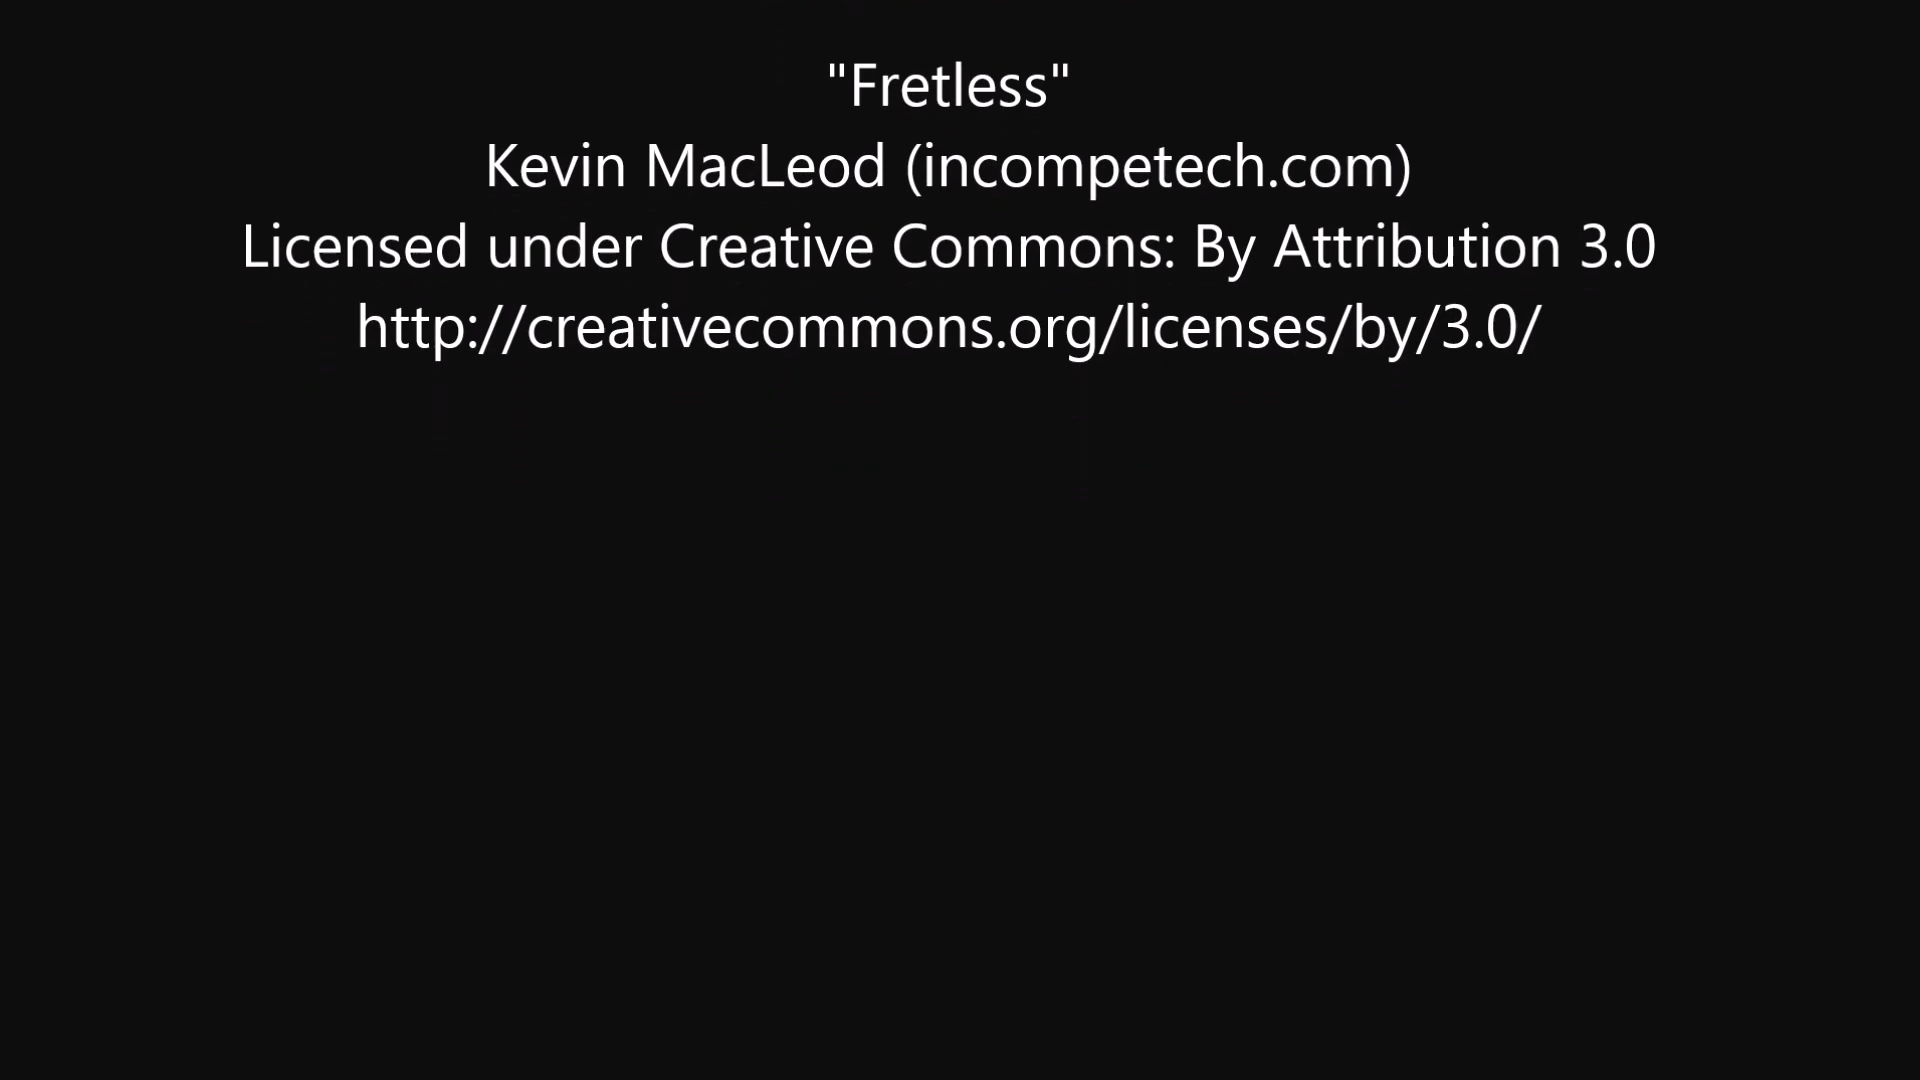 "Fretless"
Kevin MacLeod (incompetech.com)
Licensed under Creative Commons: By Attribution 3.0
http://creativecommons.org/licenses/by/3.0/